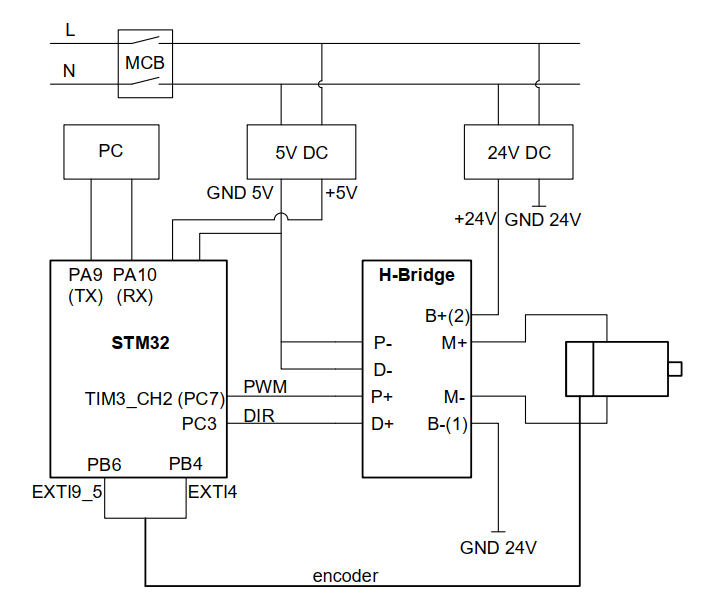 L
N
MCB
PC
5V DC
24V DC
GND 5V
+5V
+24V
GND 24V
PA9
(TX)
PA10
(RX)
STM32
H-Bridge
B+(2)
M+
P-
D-
PWM
TIM3_CH2 (PC7)
P+
M-
PC3
DIR
D+
B-(1)
PB6
PB4
EXTI9_5
EXTI4
GND 24V
encoder